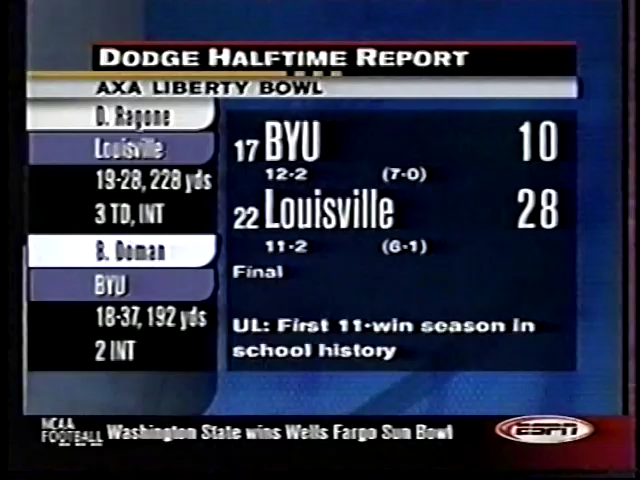 DODGE HALFTIME REPORT
AXA LIBERTY BOWL
D. Ragone
Louisville
19-28, 228 yds
3 TD, INT
B. Doman
BYU
18-37, 192 yds
2 INT
17 BYU 10
12-2 (7-0)
22 Louisville 28
11-2 (6-1)
Final
UL: First 11-win season in
school history
NCAA
FOOTBALL
Washington State wins Wells Fargo Sun Bowl
ESPN